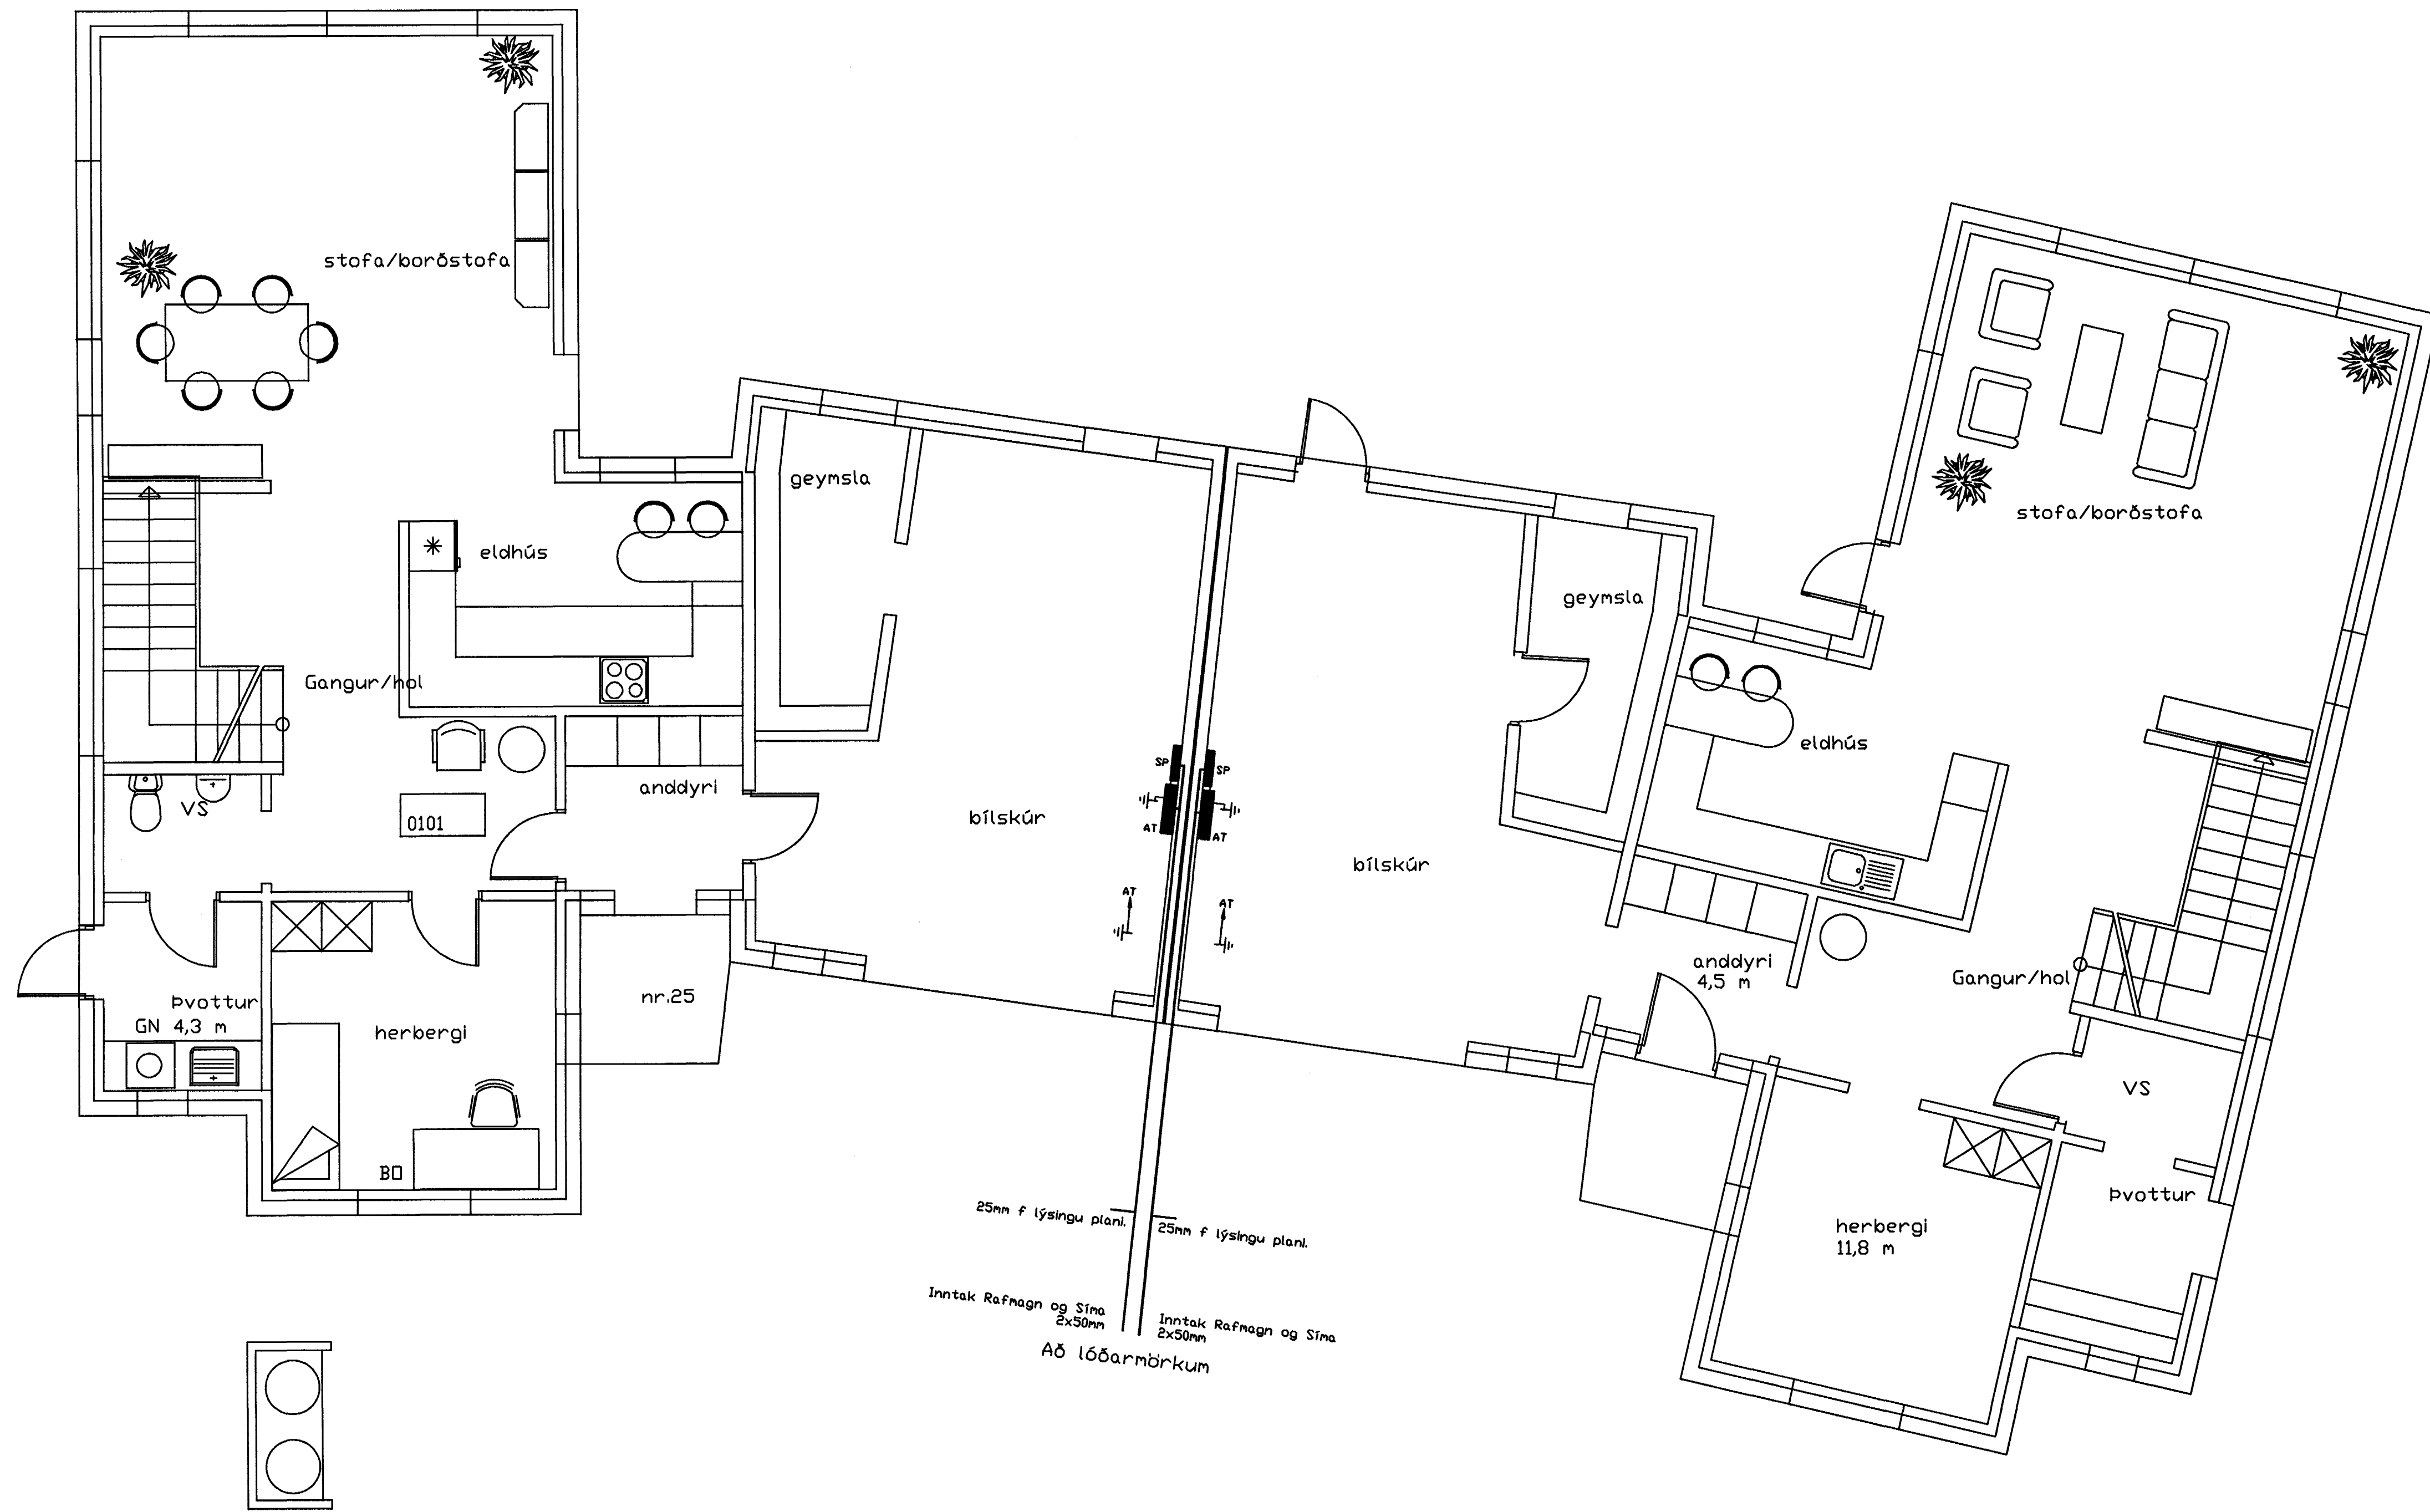 stofa/borðstofa
geymsla
eldhús
Gangur/hol
anddyri
VS
0101
bílskúr
SP
AT
AT
nr.25
Þvottur
GN 4,3 m
herbergi
BO
SP
AT
AT
bílskúr
geymsla
stofa/borðstofa
eldhús
anddyri
4,5 m
Gangur/hol
VS
Þvottur
herbergi
11,8 m
25mm f lýsingu plani.
25mm f lýsingu plani.
Inntak Rafmagn og Síma
2x50mm
Inntak Rafmagn og Síma
2x50mm
Að lóðarmörkum